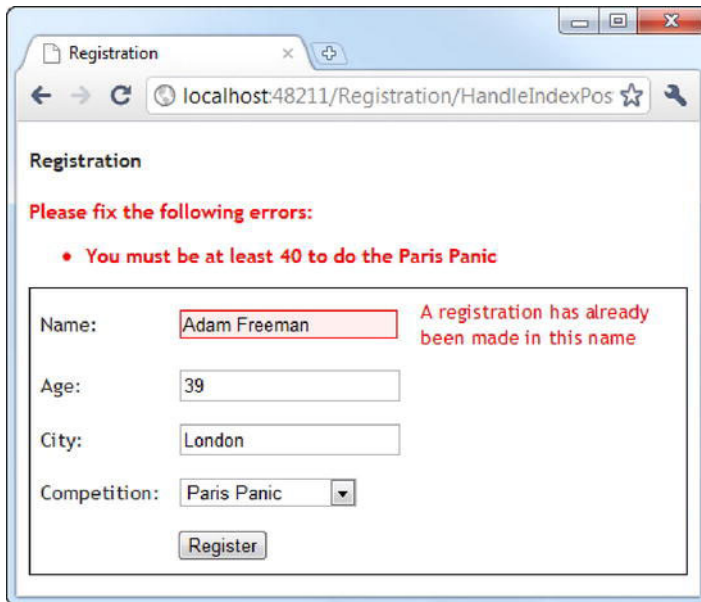 Registration
localhost:48211/Registration/HandleIndexPos
Registration
Please fix the following errors:
• You must be at least 40 to do the Paris Panic
Name:
Adam Freeman
A registration has already
been made in this name
Age:
39
City:
London
Competition:
Paris Panic
Register